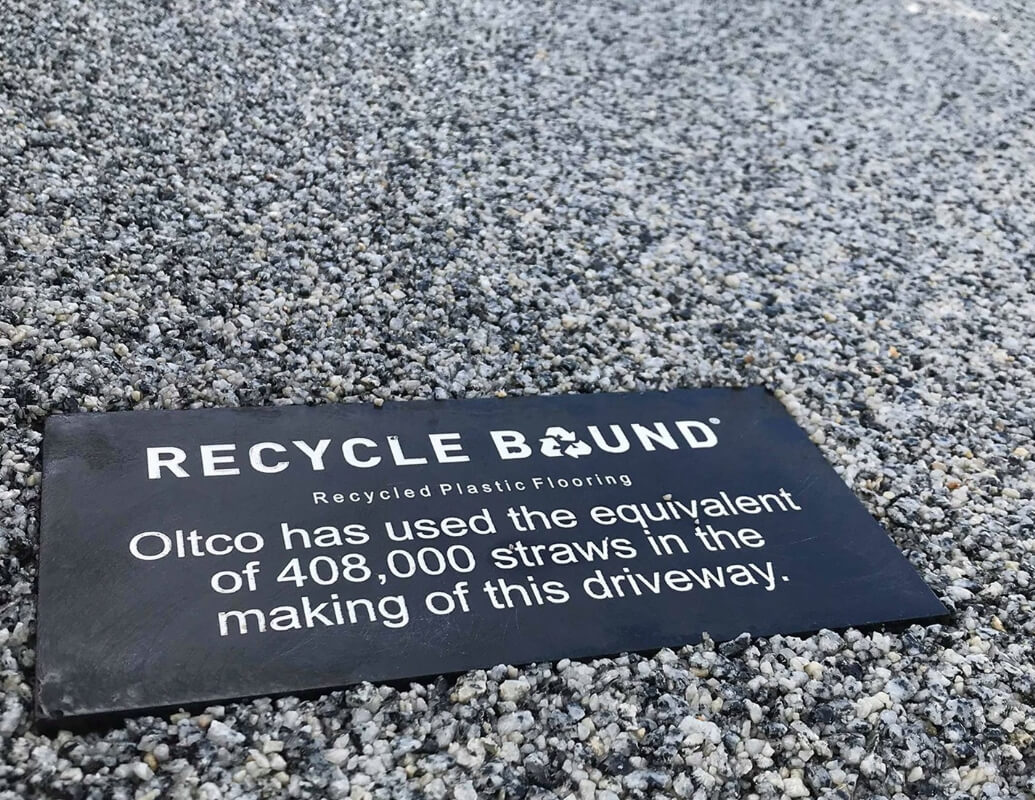 RECYCLE BOUND®
Recycled Plastic Flooring
Oltco has used the equivalent
of 408,000 straws in the
making of this driveway.